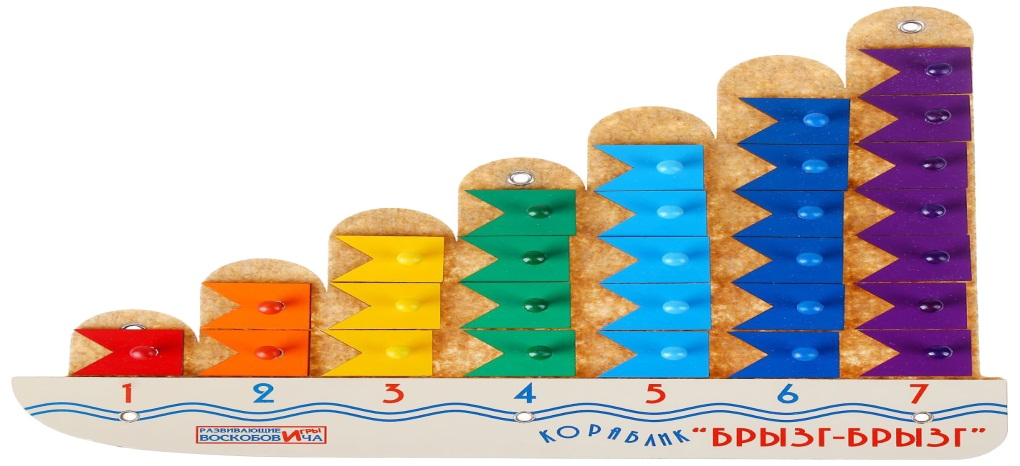 1 2 3 4 5 6 7
РАЗВИВАЮЩИЕ ИГРЫ
ВОСКОБОВИЧА
КОРАБЛИК “БРЫЗГ-БРЫЗГ”